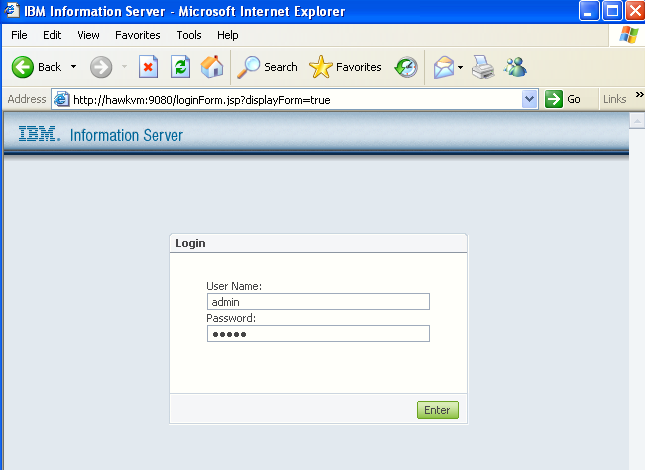 IBM Information Server - Microsoft Internet Explorer
File Edit View Favorites Tools Help
Back Search Favorites
Address http://hawkvm:9080/loginForm.jsp?displayForm=true Go Links »
IBM. Information Server
Login
User Name:
admin
Password:
●●●●●
Enter